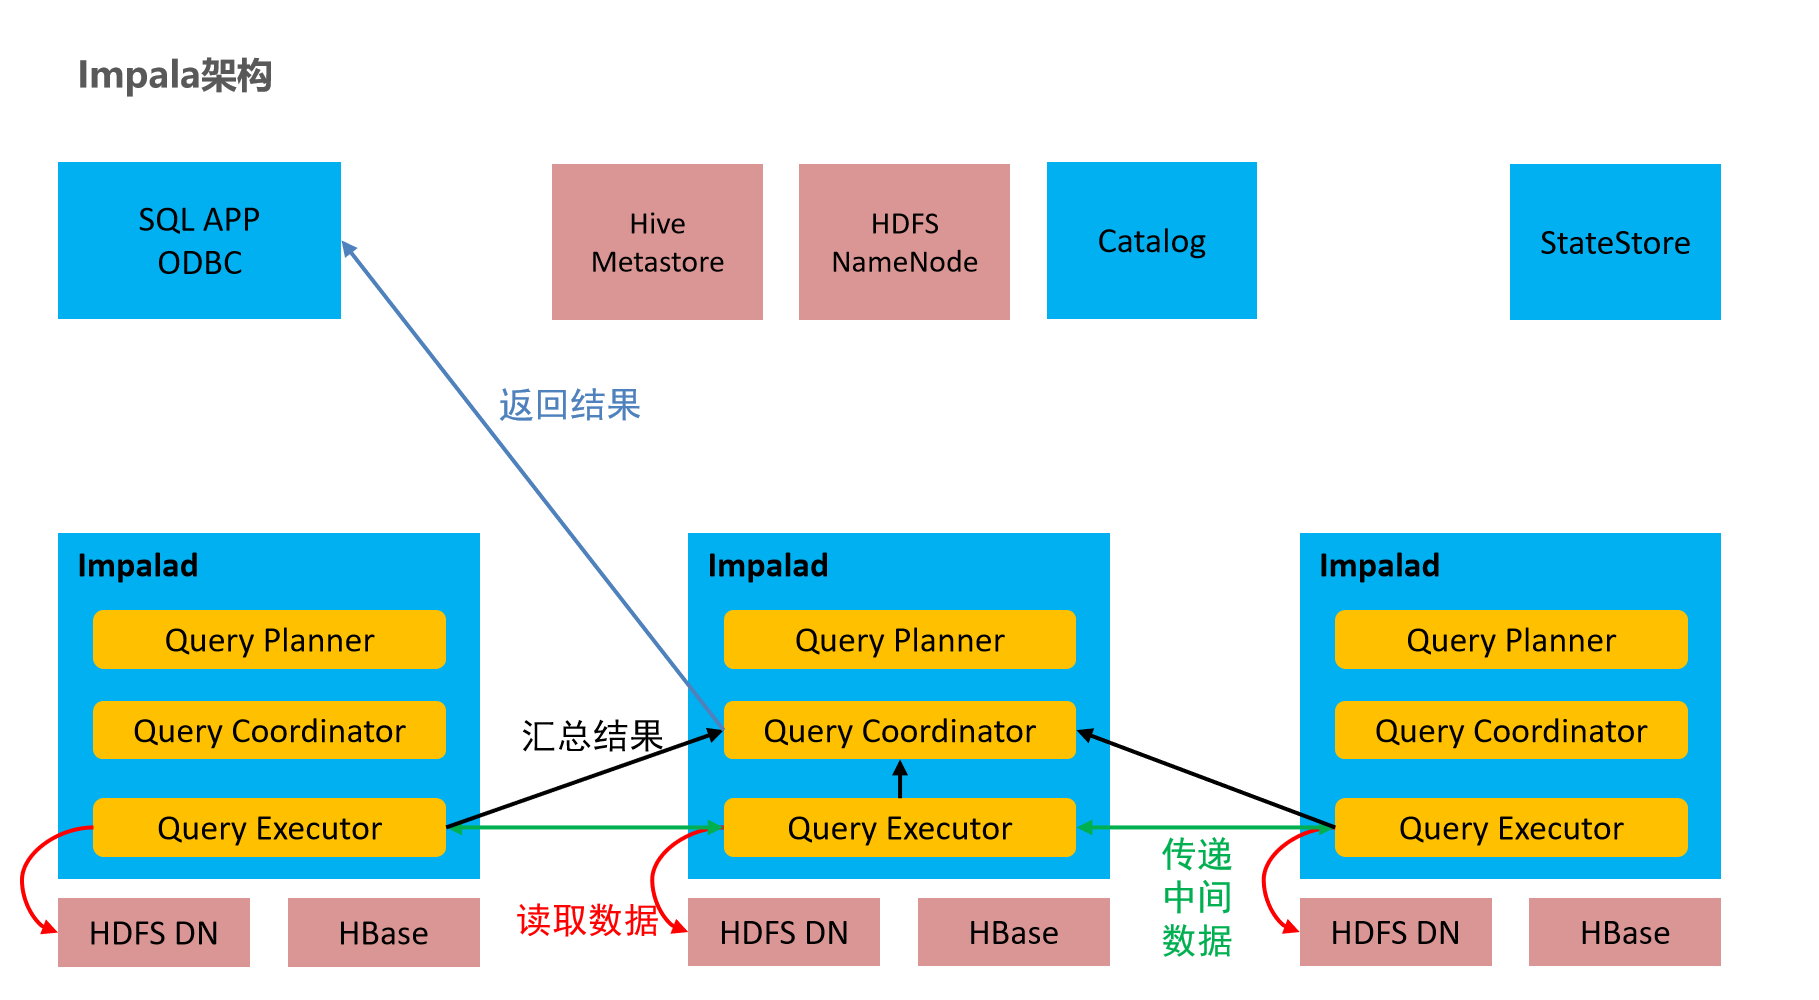 Impala架构
SQL APP
ODBC
Hive
Metastore
HDFS
NameNode
Catalog
StateStore
返回结果
Impalad
Query Planner
Query Coordinator
Query Executor
HDFS DN
HBase
汇总结果
读取数据
Impalad
Query Planner
Query Coordinator
Query Executor
HDFS DN
HBase
传递
中间
数据
Impalad
Query Planner
Query Coordinator
Query Executor
HDFS DN
HBase